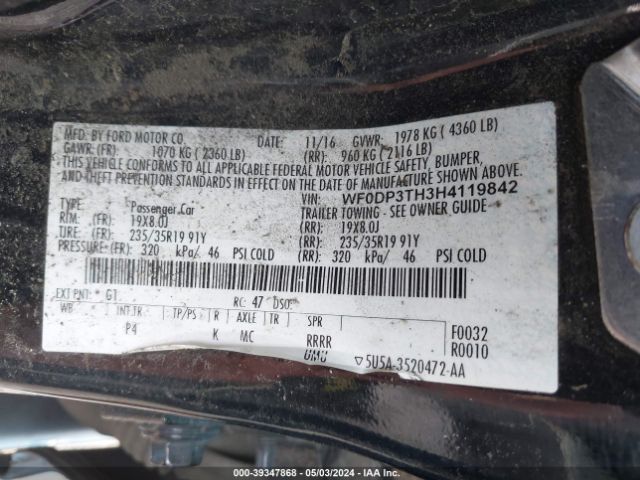 MFD. BY FORD MOTOR CO. DATE: 11/16 GVWR: 1978 KG ( 4360 LB)
GAWR: (FR): 1070 KG ( 2360 LB) (RR): 960 KG ( 2116 LB)
THIS VEHICLE CONFORMS TO ALL APPLICABLE FEDERAL MOTOR VEHICLE SAFETY, BUMPER,
AND THEFT PREVENTION STANDARDS IN EFFECT ON THE DATE OF MANUFACTURE SHOWN ABOVE.
VIN: WF0DP3TH3H4119842
TYPE: Passenger Car TRAILER TOWING - SEE OWNER GUIDE
RIM: (FR): 19X8.0J (RR): 19X8.0J
TIRE: (FR): 235/35R19 91Y (RR): 235/35R19 91Y
PRESSURE: (FR): 320 kPa/ 46 PSI COLD (RR): 320 kPa/ 46 PSI COLD
EXT PNT: G1 RC: 47 DSO:
WB INT TR TP/PS R AXLE TR SPR
P4 K MC RRRR F0032
UMU R0010
▽5U5A-3520472-AA
000-39347868 - 05/03/2024 - IAA Inc.